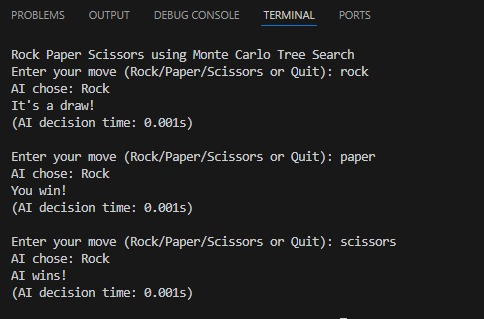 PROBLEMS OUTPUT DEBUG CONSOLE TERMINAL PORTS
Rock Paper Scissors using Monte Carlo Tree Search
Enter your move (Rock/Paper/Scissors or Quit): rock
AI chose: Rock
It's a draw!
(AI decision time: 0.001s)
Enter your move (Rock/Paper/Scissors or Quit): paper
AI chose: Rock
You win!
(AI decision time: 0.001s)
Enter your move (Rock/Paper/Scissors or Quit): scissors
AI chose: Rock
AI wins!
(AI decision time: 0.001s)